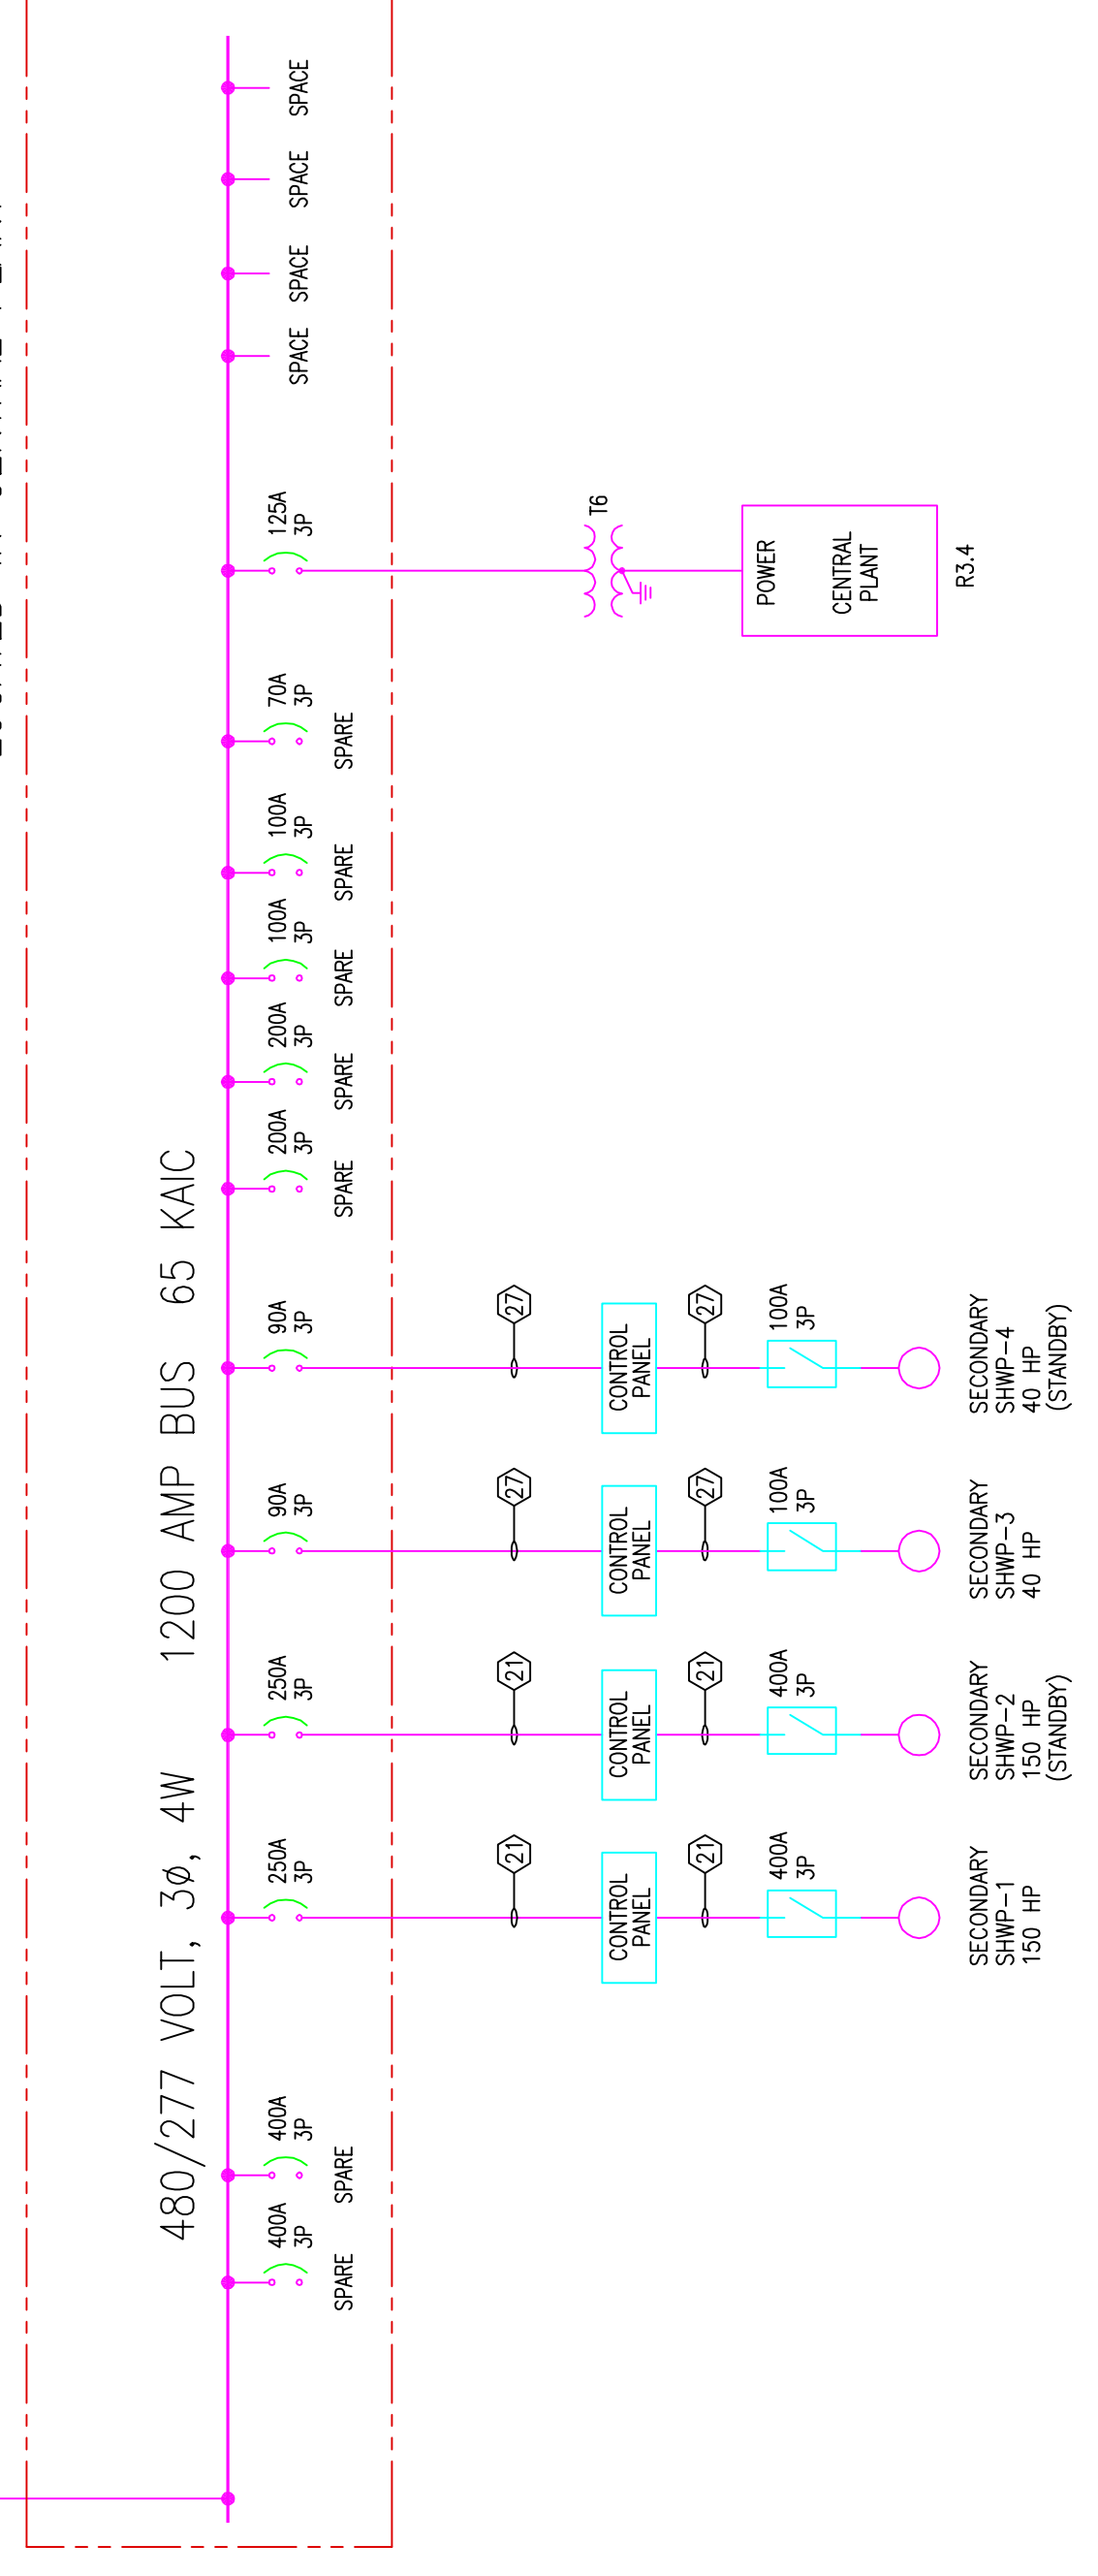 480/277 VOLT, 3Ø, 4W 1200 AMP BUS 65 KAIC
400A
3P
SPARE
400A
3P
SPARE
250A
3P
21
CONTROL
PANEL
21
400A
3P
SECONDARY
SHWP-1
150 HP
250A
3P
21
CONTROL
PANEL
21
400A
3P
SECONDARY
SHWP-2
150 HP
(STANDBY)
90A
3P
27
CONTROL
PANEL
27
100A
3P
SECONDARY
SHWP-3
40 HP
90A
3P
27
CONTROL
PANEL
27
100A
3P
SECONDARY
SHWP-4
40 HP
(STANDBY)
200A
3P
SPARE
200A
3P
SPARE
100A
3P
SPARE
100A
3P
SPARE
70A
3P
SPARE
125A
3P
T6
POWER
CENTRAL
PLANT
R3.4
SPACE
SPACE
SPACE
SPACE